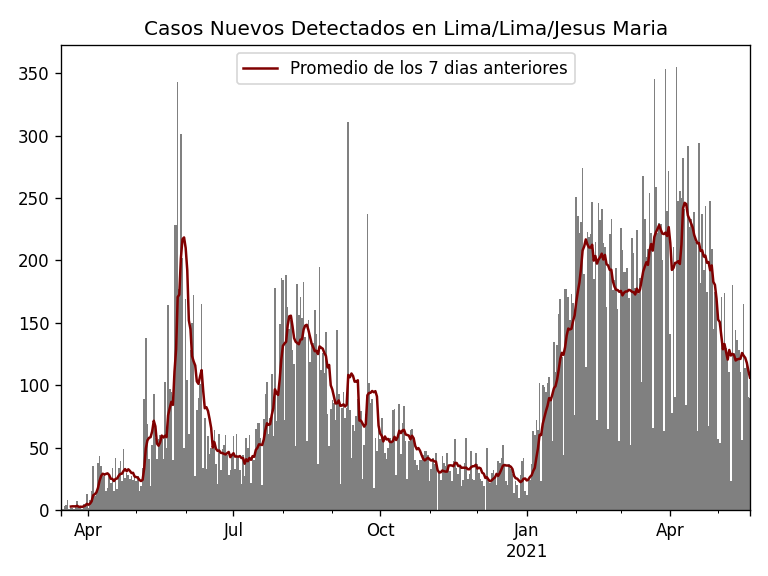 Casos Nuevos Detectados en Lima/Lima/Jesus Maria
Promedio de los 7 dias anteriores
350
300
250
200
150
100
50
0
Apr
Jul
Oct
Jan
2021
Apr